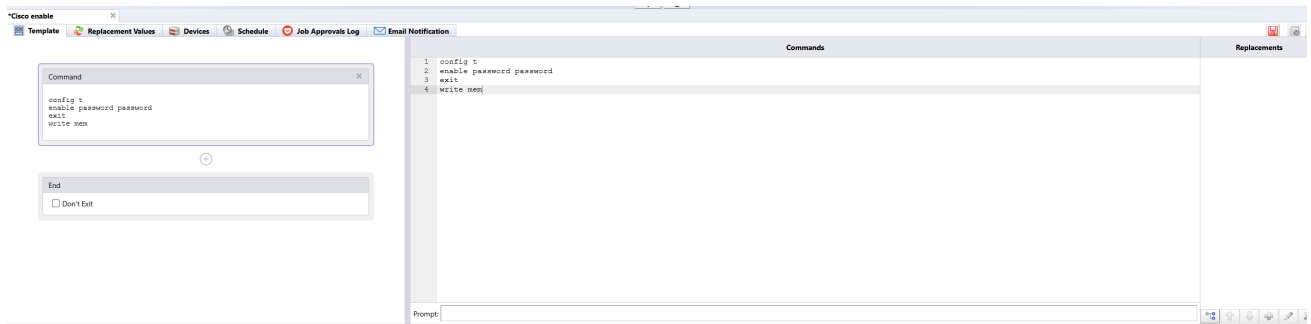 *Cisco enable
Template Replacement Values Devices Schedule Job Approvals Log Email Notification
Commands Replacements
Command
config t
enable password password
exit
write mem
End
Don't Exit
1 config t
2 enable password password
3 exit
4 write mem
Prompt: